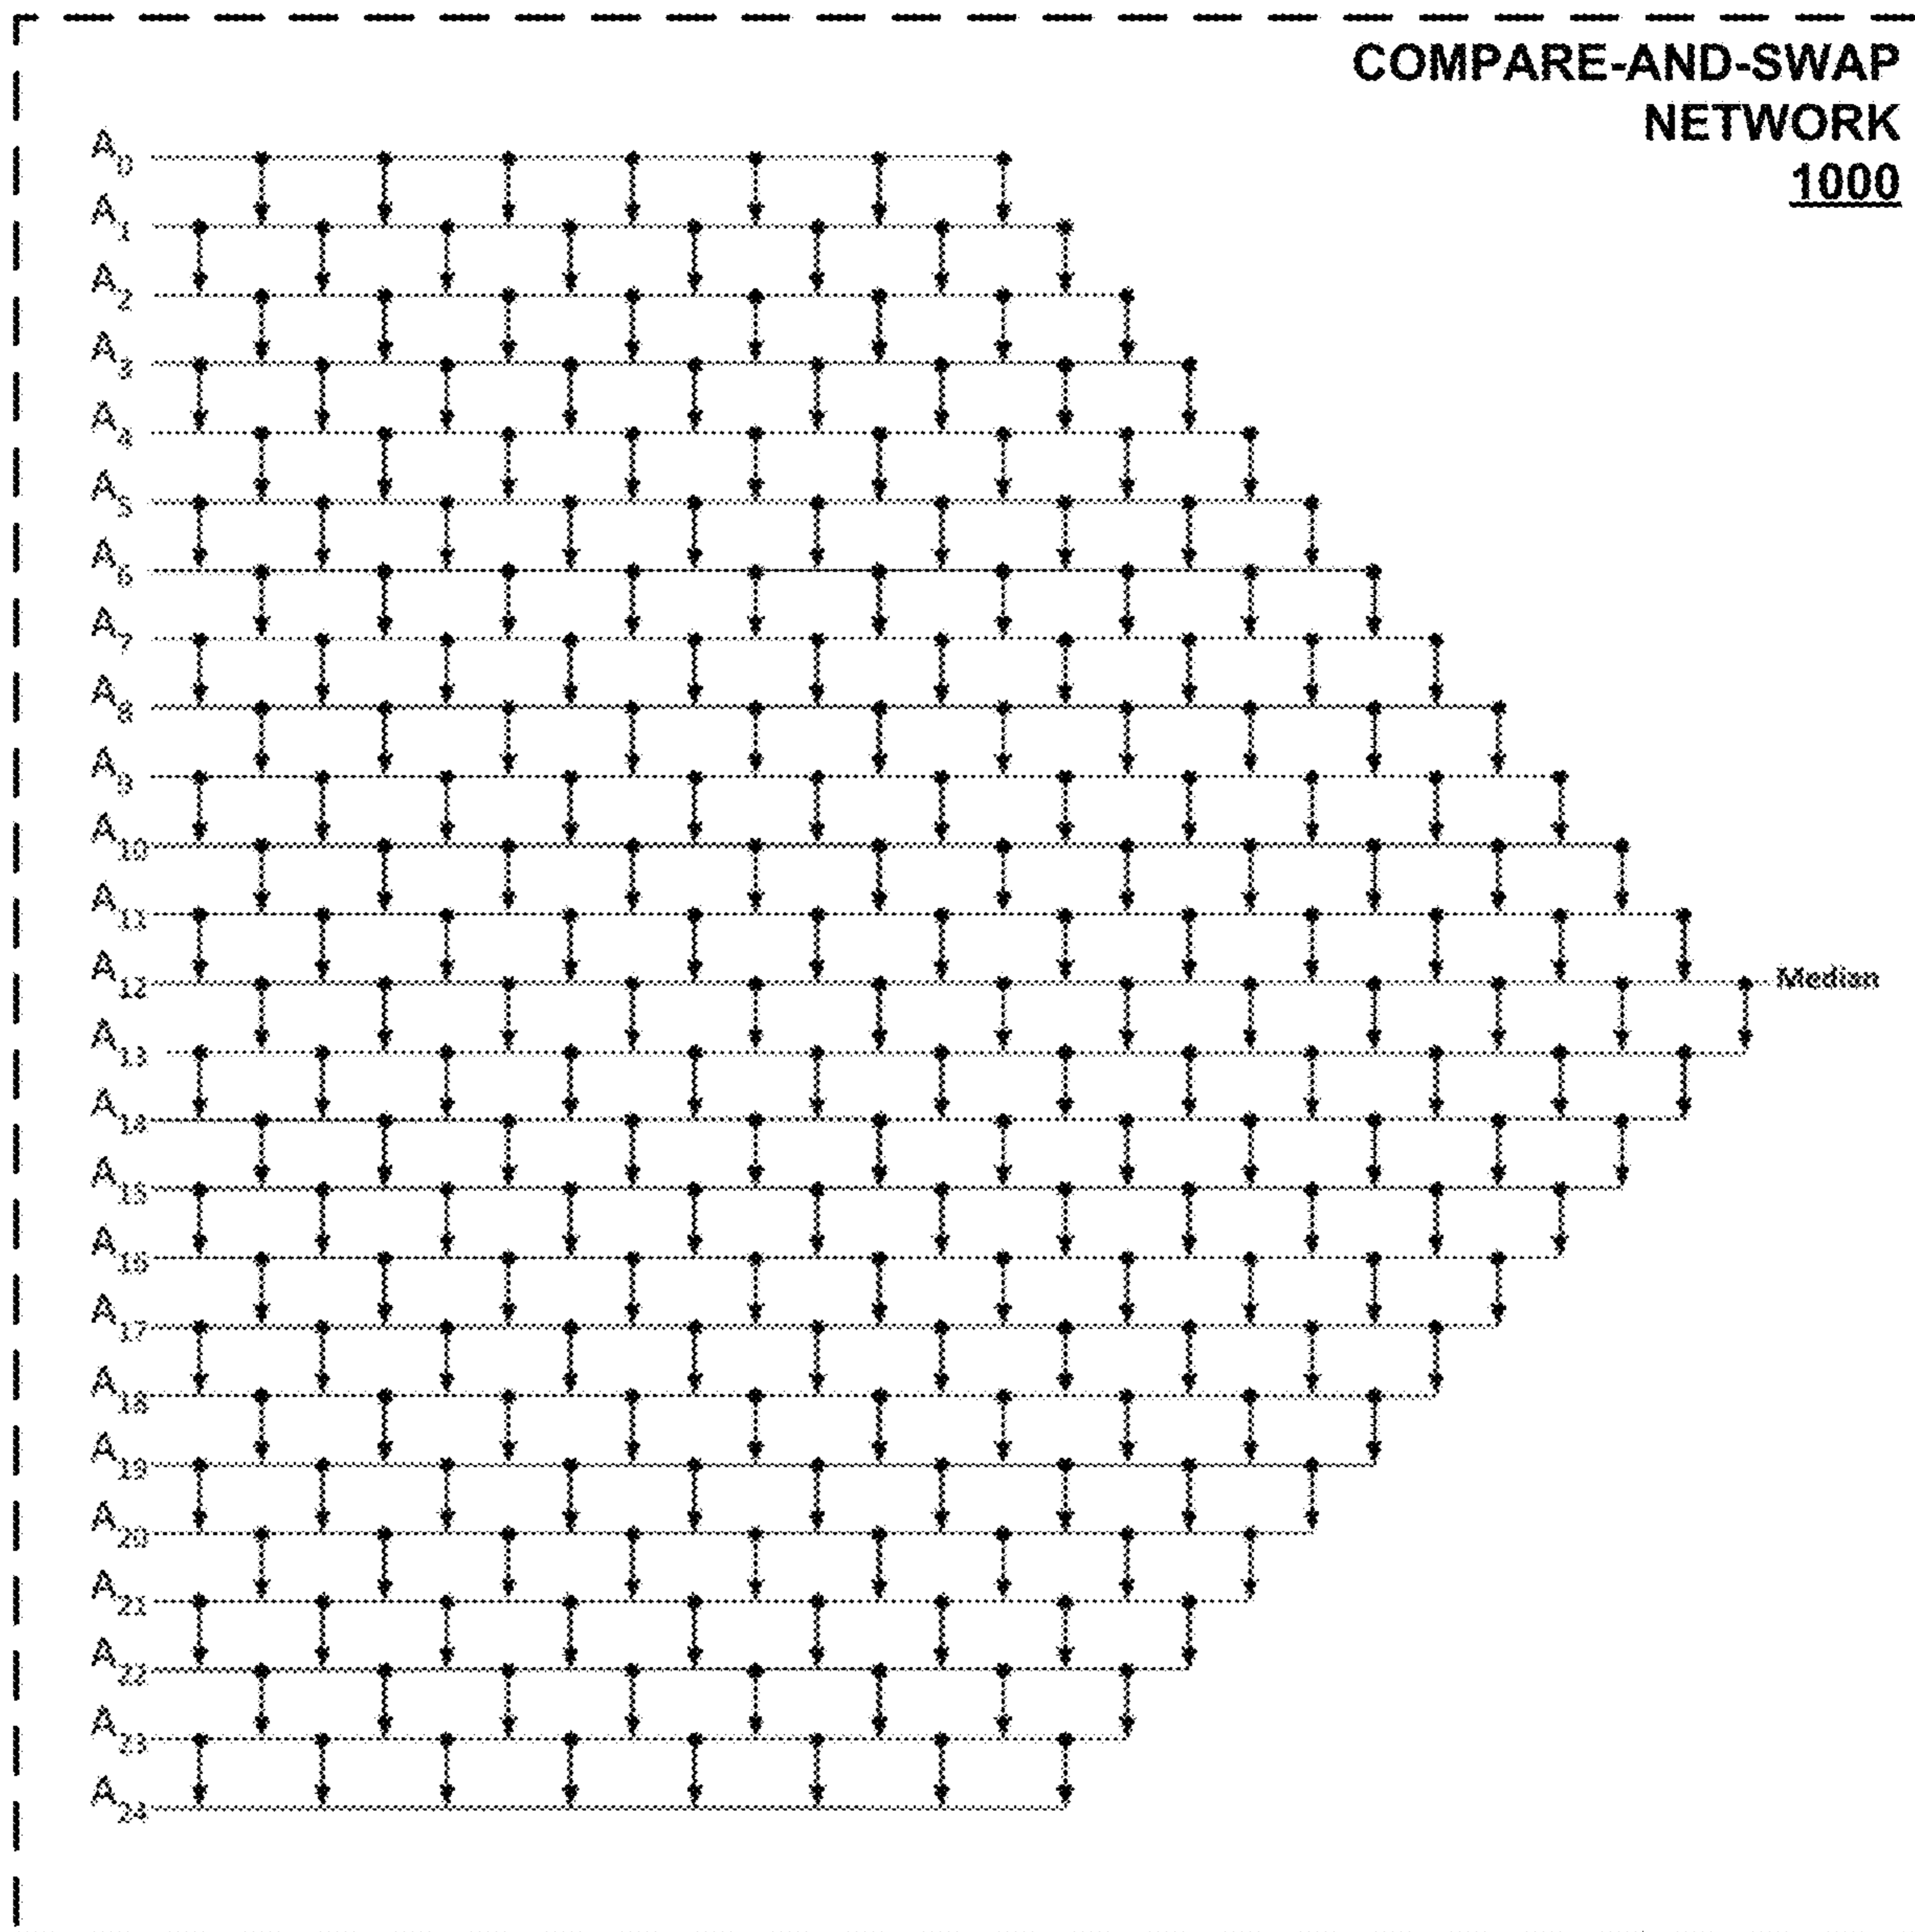 COMPARE-AND-SWAP
NETWORK
1000
A0
A1
A2
A3
A4
A5
A6
A7
A8
A9
A10
A11
A12
Median
A13
A14
A15
A16
A17
A18
A19
A20
A21
A22
A23
A24